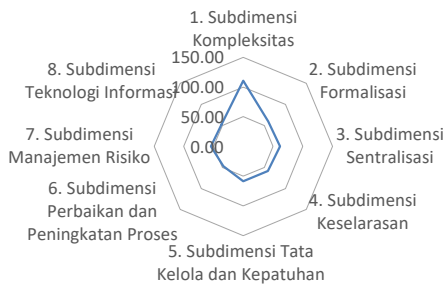 1. Subdimensi
Kompleksitas
2. Subdimensi
Formalisasi
3. Subdimensi
Sentralisasi
4. Subdimensi
Keselarasan
5. Subdimensi Tata
Kelola dan Kepatuhan
6. Subdimensi
Perbaikan dan
Peningkatan Proses
7. Subdimensi
Manajemen Risiko
8. Subdimensi
Teknologi Informasi
150.00
100.00
50.00
0.00